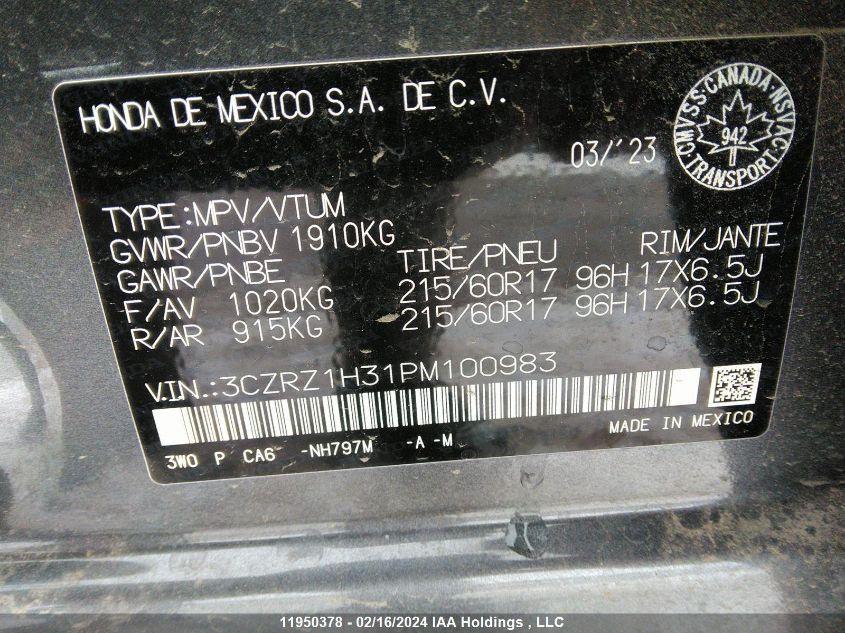 HONDA DE MEXICO S.A. DE C.V.
CMVSS·CANADA·NSVAC
942
TRANSPORT
03/'23
TYPE:MPV/VTUM
GVWR/PNBV 1910KG
GAWR/PNBE TIRE/PNEU RIM/JANTE
F/AV 1020KG 215/60R17 96H 17X6.5J
R/AR 915KG 215/60R17 96H 17X6.5J
V.IN.:3CZRZ1H31PM100983
MADE IN MEXICO
3W0 P CA6 -NH797M -A -M
11950378 - 02/16/2024 IAA Holdings , LLC